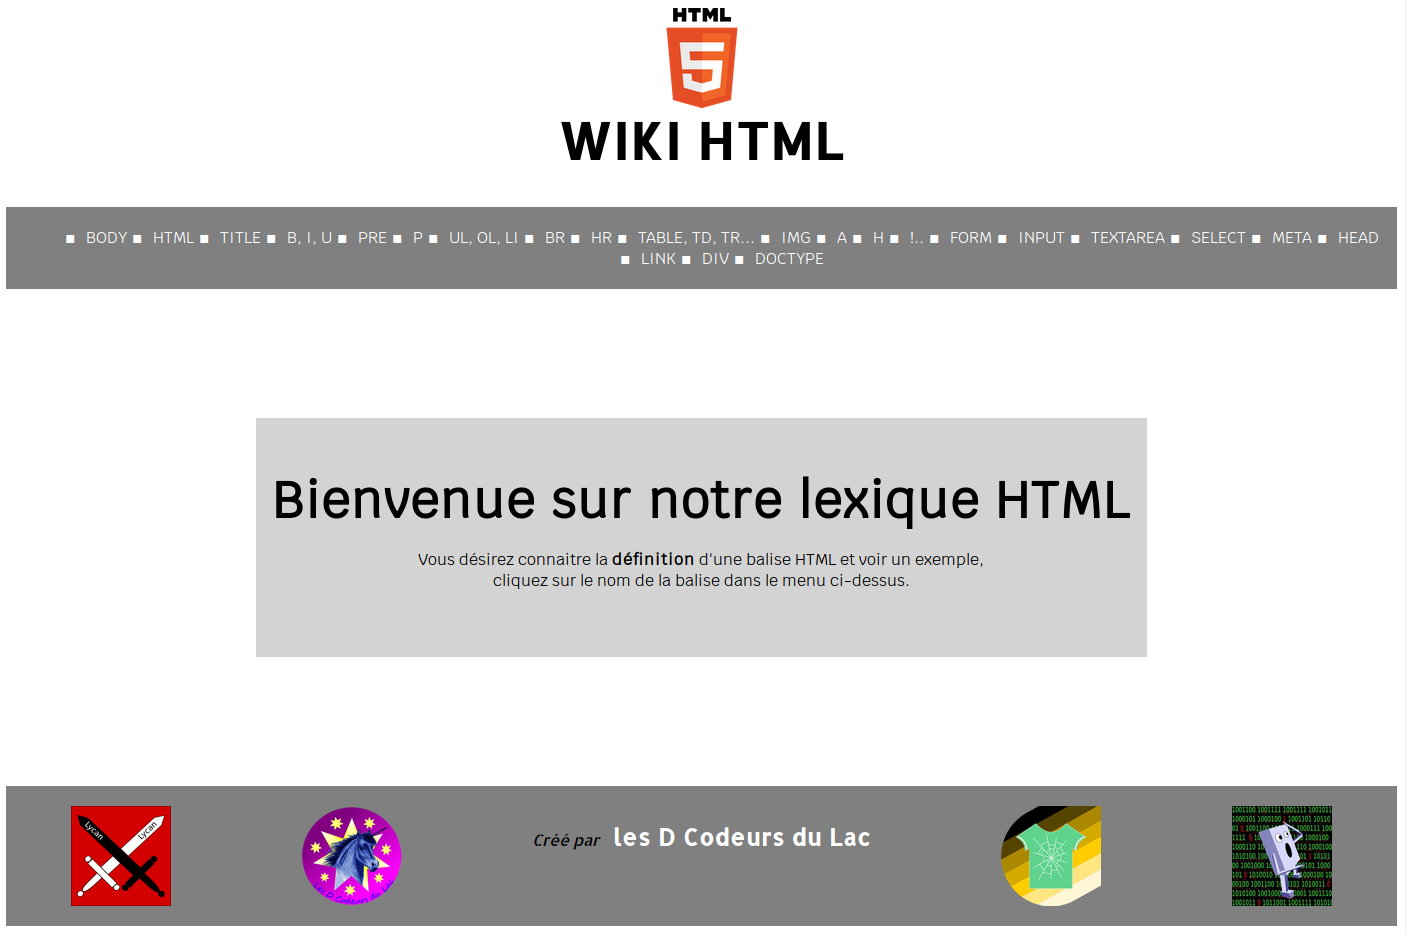 HTML
5
WIKI HTML
▪ BODY ▪ HTML ▪ TITLE ▪ B, I, U ▪ PRE ▪ P ▪ UL, OL, LI ▪ BR ▪ HR ▪ TABLE, TD, TR... ▪ IMG ▪ A ▪ H ▪ !.. ▪ FORM ▪ INPUT ▪ TEXTAREA ▪ SELECT ▪ META ▪ HEAD
▪ LINK ▪ DIV ▪ DOCTYPE
Bienvenue sur notre lexique HTML
Vous désirez connaitre la définition d'une balise HTML et voir un exemple,
cliquez sur le nom de la balise dans le menu ci-dessus.
Lycan Lycan
Les D Codeurs du Lac
Créé par les D Codeurs du Lac